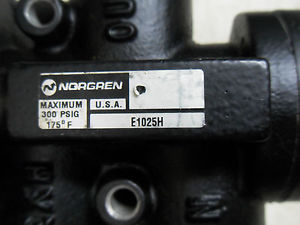 NORGREN
MAXIMUM
300 PSIG
175° F
U.S.A.
E1025H